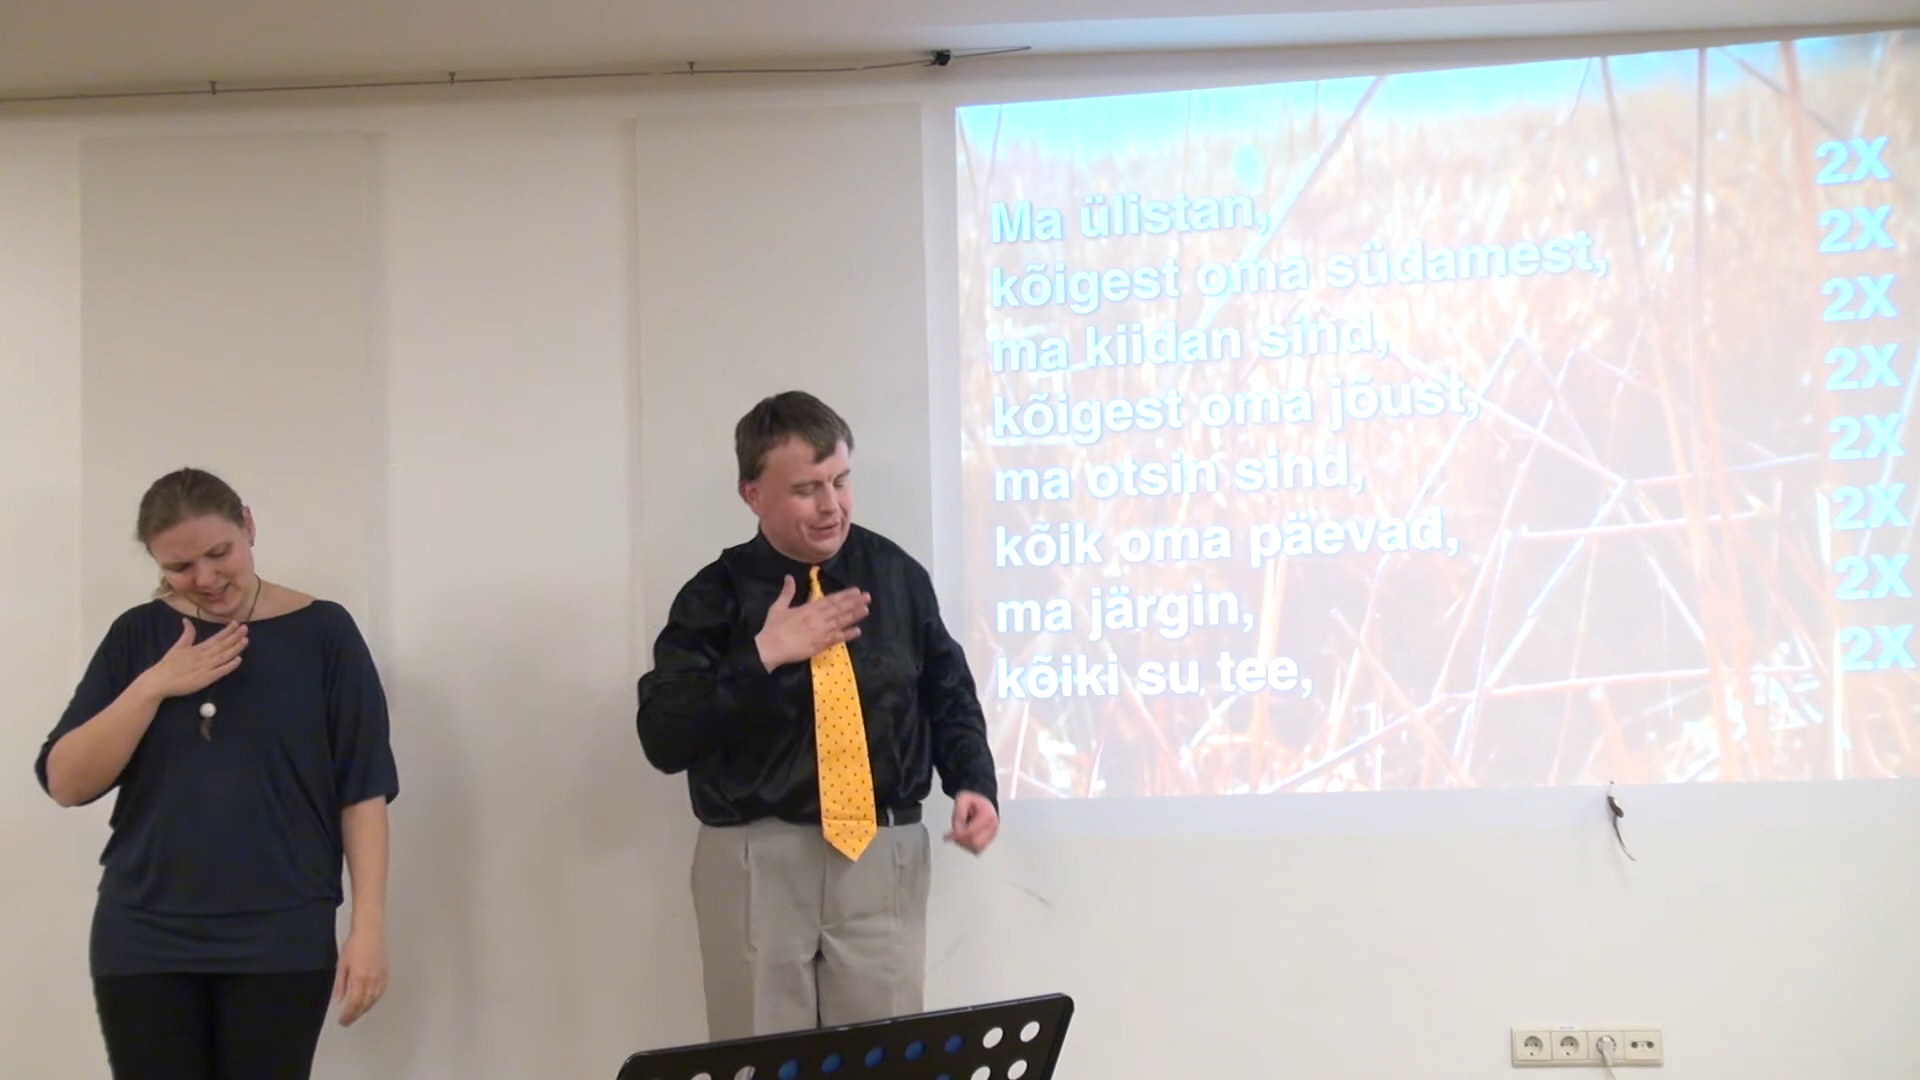 Ma ülistan, 2X
kõigest oma südamest, 2X
ma kiidan sind, 2X
kõigest oma jõust, 2X
ma otsin sind, 2X
kõik oma päevad, 2X
ma järgin, 2X
kõiki su tee, 2X